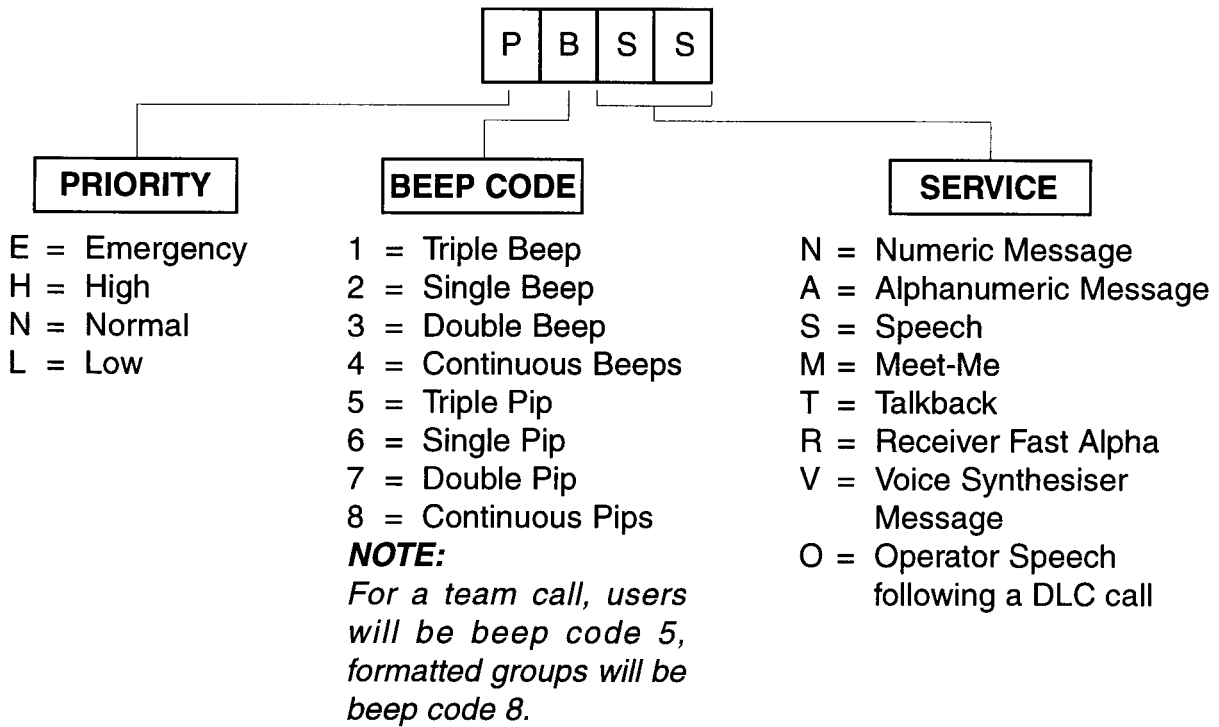 P B S S
PRIORITY
E = Emergency
H = High
N = Normal
L = Low
BEEP CODE
1 = Triple Beep
2 = Single Beep
3 = Double Beep
4 = Continuous Beeps
5 = Triple Pip
6 = Single Pip
7 = Double Pip
8 = Continuous Pips
NOTE:
For a team call, users
will be beep code 5,
formatted groups will be
beep code 8.
SERVICE
N = Numeric Message
A = Alphanumeric Message
S = Speech
M = Meet-Me
T = Talkback
R = Receiver Fast Alpha
V = Voice Synthesiser
Message
O = Operator Speech
following a DLC call